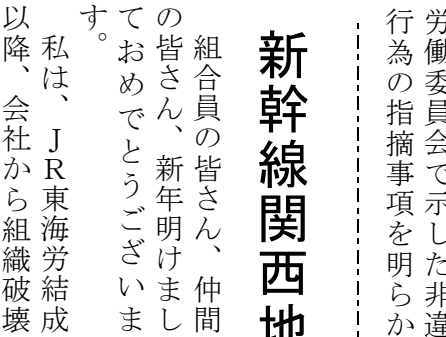 労働委員会で示した非違
行為の指摘事項を明らか
新幹線関西地
組合員の皆さん、仲間
の皆さん、新年明けまし
ておめでとうございま
す。
私は、ＪＲ東海労結成
以降、会社から組織破壊